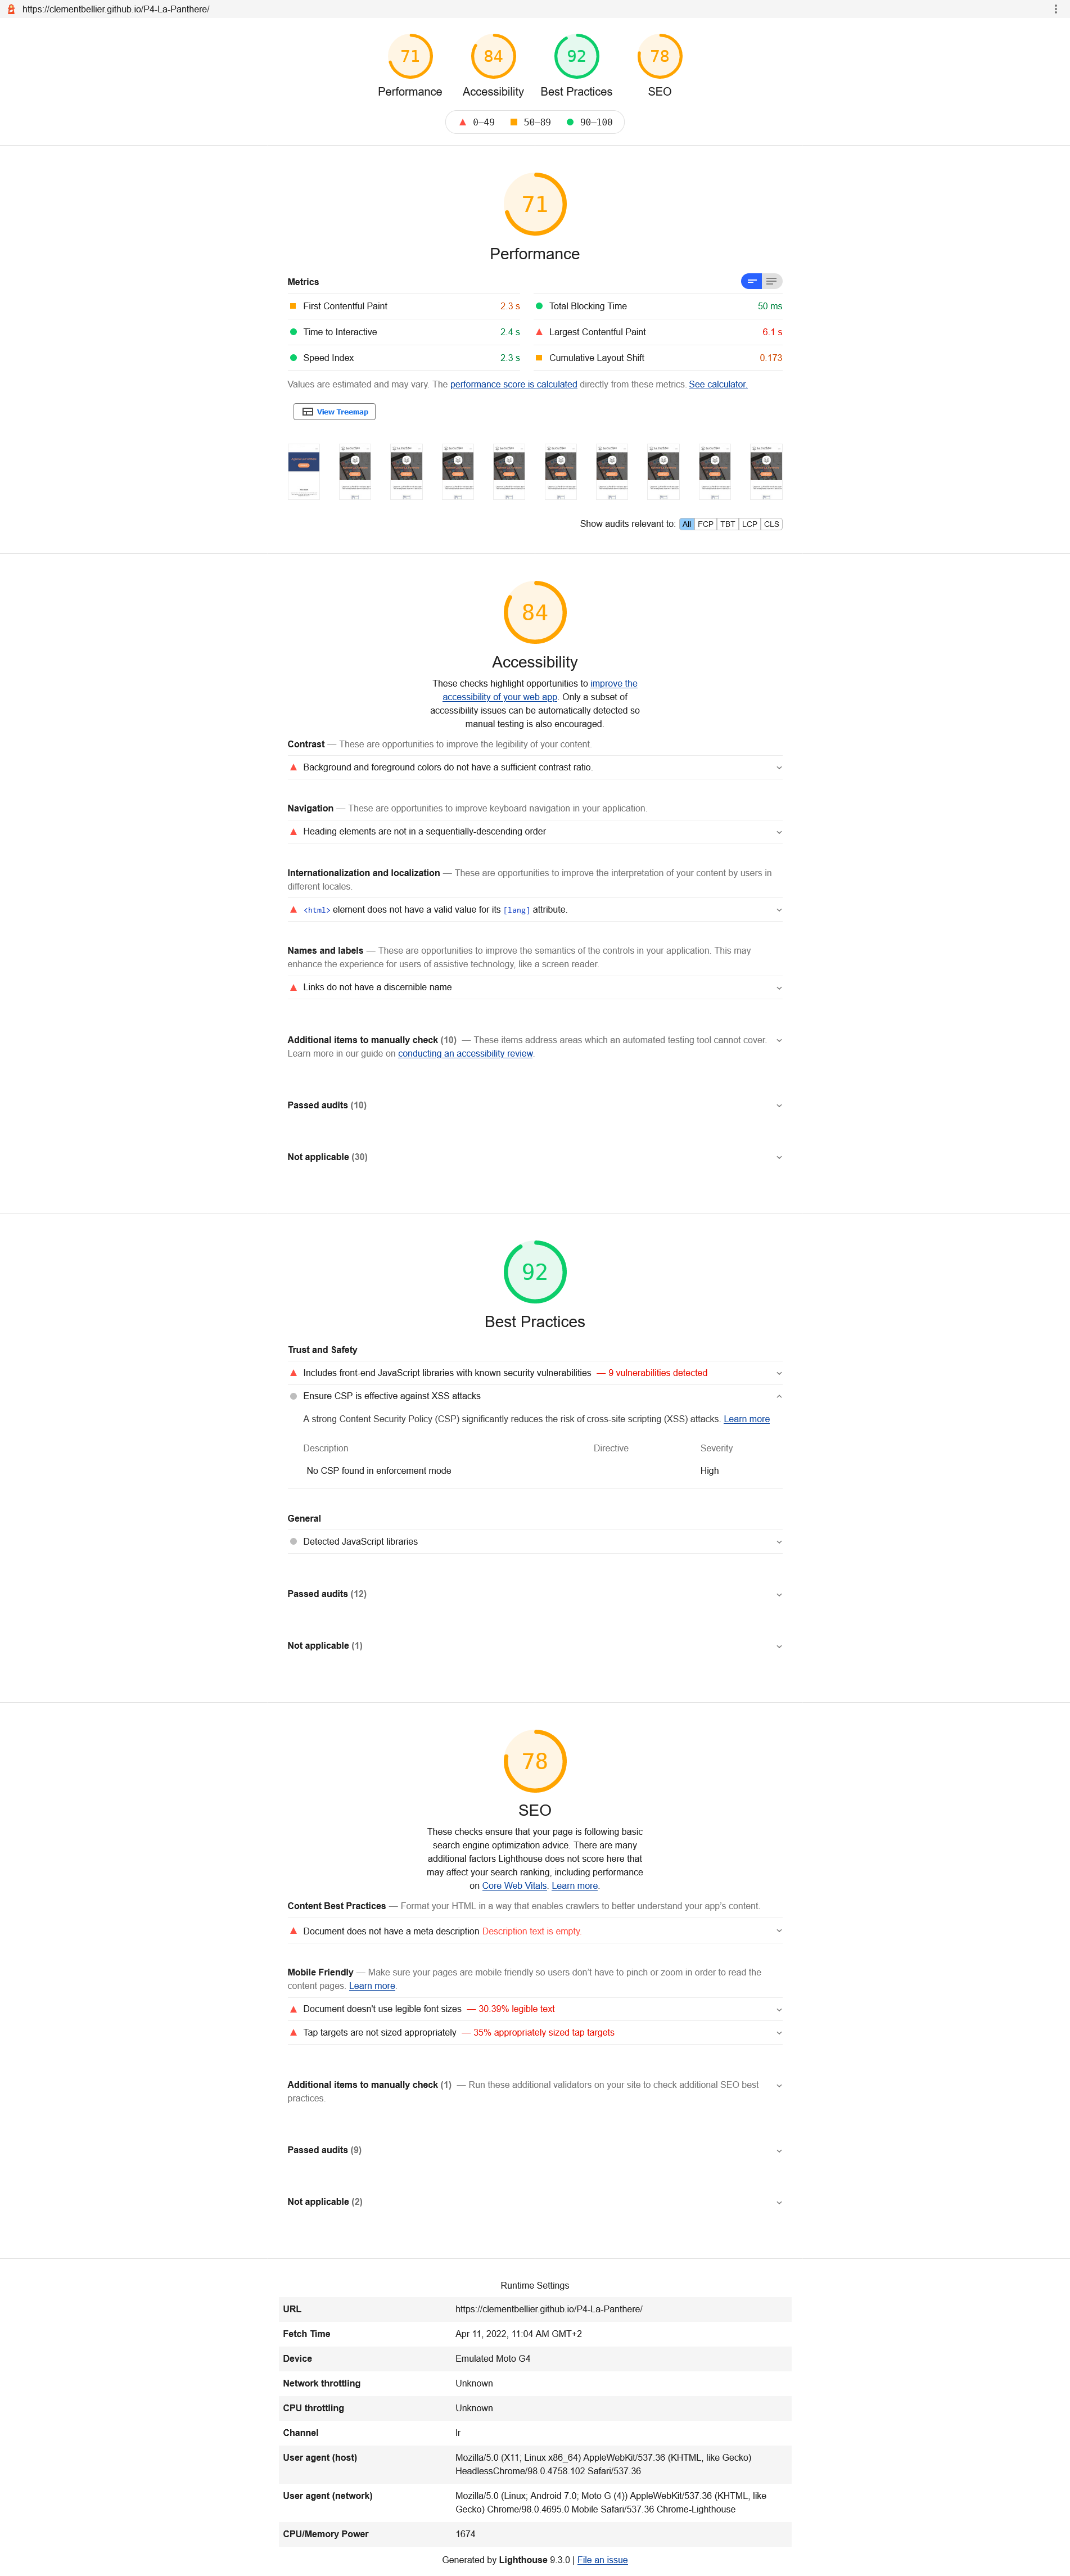 https://clementbellier.github.io/P4-La-Panthere/
71
84
92
78
Performance
Accessibility
Best Practices
SEO
0–49
50–89
90–100
71
Performance
Metrics
First Contentful Paint
2.3 s
Total Blocking Time
50 ms
Time to Interactive
2.4 s
Largest Contentful Paint
6.1 s
Speed Index
2.3 s
Cumulative Layout Shift
0.173
Values are estimated and may vary. The performance score is calculated directly from these metrics. See calculator.
View Treemap
Show audits relevant to: All FCP TBT LCP CLS
84
Accessibility
These checks highlight opportunities to improve the
accessibility of your web app. Only a subset of
accessibility issues can be automatically detected so
manual testing is also encouraged.
Contrast — These are opportunities to improve the legibility of your content.
Background and foreground colors do not have a sufficient contrast ratio.
Navigation — These are opportunities to improve keyboard navigation in your application.
Heading elements are not in a sequentially-descending order
Internationalization and localization — These are opportunities to improve the interpretation of your content by users in
different locales.
<html> element does not have a valid value for its [lang] attribute.
Names and labels — These are opportunities to improve the semantics of the controls in your application. This may
enhance the experience for users of assistive technology, like a screen reader.
Links do not have a discernible name
Additional items to manually check (10) — These items address areas which an automated testing tool cannot cover.
Learn more in our guide on conducting an accessibility review.
Passed audits (10)
Not applicable (30)
92
Best Practices
Trust and Safety
Includes front-end JavaScript libraries with known security vulnerabilities — 9 vulnerabilities detected
Ensure CSP is effective against XSS attacks
A strong Content Security Policy (CSP) significantly reduces the risk of cross-site scripting (XSS) attacks. Learn more
Description
Directive
Severity
No CSP found in enforcement mode
High
General
Detected JavaScript libraries
Passed audits (12)
Not applicable (1)
78
SEO
These checks ensure that your page is following basic
search engine optimization advice. There are many
additional factors Lighthouse does not score here that
may affect your search ranking, including performance
on Core Web Vitals. Learn more.
Content Best Practices — Format your HTML in a way that enables crawlers to better understand your app's content.
Document does not have a meta description Description text is empty.
Mobile Friendly — Make sure your pages are mobile friendly so users don't have to pinch or zoom in order to read the
content pages. Learn more.
Document doesn't use legible font sizes — 30.39% legible text
Tap targets are not sized appropriately — 35% appropriately sized tap targets
Additional items to manually check (1) — Run these additional validators on your site to check additional SEO best
practices.
Passed audits (9)
Not applicable (2)
Runtime Settings
URL
https://clementbellier.github.io/P4-La-Panthere/
Fetch Time
Apr 11, 2022, 11:04 AM GMT+2
Device
Emulated Moto G4
Network throttling
Unknown
CPU throttling
Unknown
Channel
lr
User agent (host)
Mozilla/5.0 (X11; Linux x86_64) AppleWebKit/537.36 (KHTML, like Gecko)
HeadlessChrome/98.0.4758.102 Safari/537.36
User agent (network)
Mozilla/5.0 (Linux; Android 7.0; Moto G (4)) AppleWebKit/537.36 (KHTML, like
Gecko) Chrome/98.0.4695.0 Mobile Safari/537.36 Chrome-Lighthouse
CPU/Memory Power
1674
Generated by Lighthouse 9.3.0 | File an issue